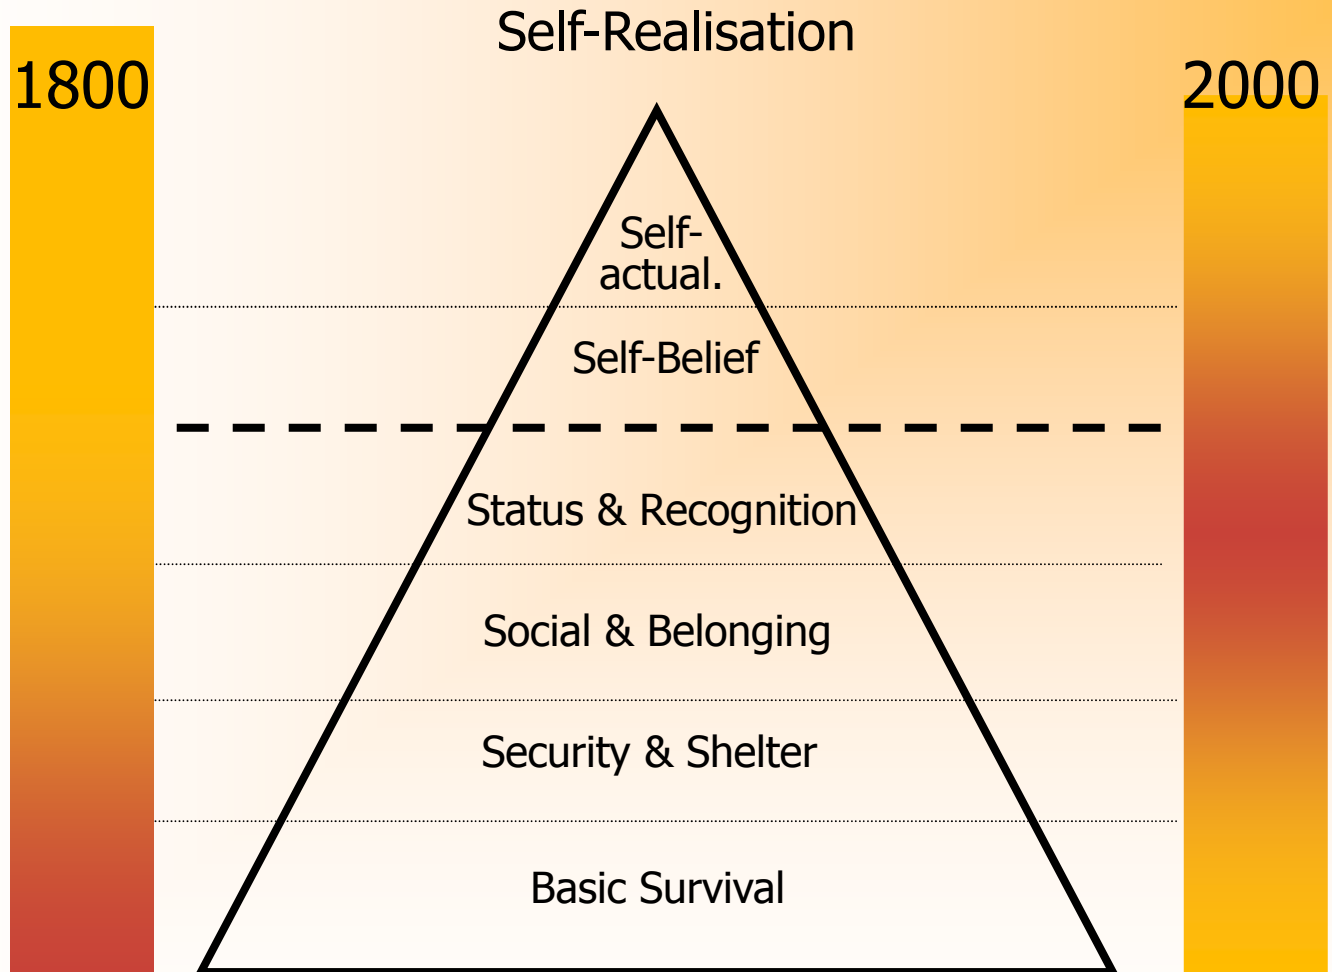 Self-Realisation
1800
2000
Self-
actual.
Self-Belief
Status & Recognition
Social & Belonging
Security & Shelter
Basic Survival